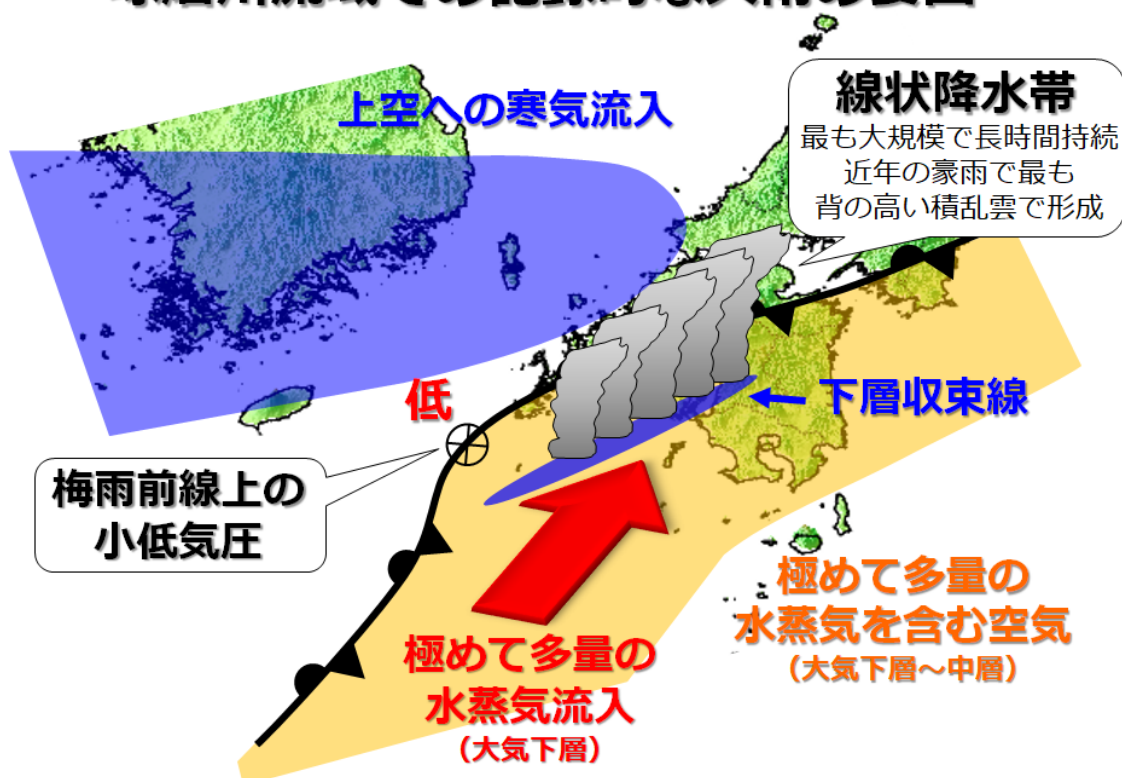 上空への寒気流入
線状降水帯
最も大規模で長時間持続
近年の豪雨で最も
背の高い積乱雲で形成
低
下層収束線
梅雨前線上の
小低気圧
極めて多量の
水蒸気を含む空気
（大気下層～中層）
極めて多量の
水蒸気流入
（大気下層）